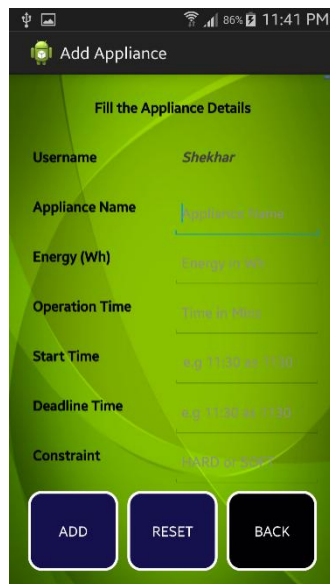 86% 11:41 PM
Add Appliance
Fill the Appliance Details
Username Shekhar
Appliance Name Appliance Name
Energy (Wh) Energy in Wh
Operation Time Time in Mins
Start Time e.g 11:30 as 1130
Deadline Time e.g 11:30 as 1130
Constraint HARD or SOFT
ADD RESET BACK